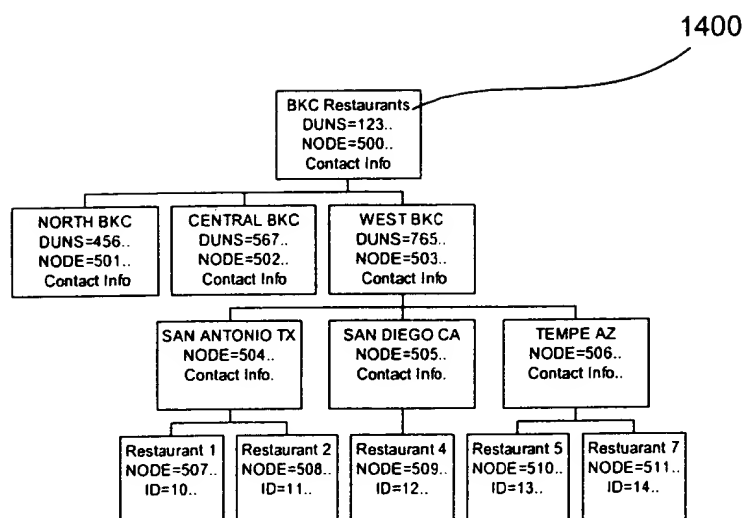 1400
BKC Restaurants
DUNS=123..
NODE=500..
Contact Info
NORTH BKC
DUNS=456..
NODE=501..
Contact Info
CENTRAL BKC
DUNS=567..
NODE=502..
Contact Info
WEST BKC
DUNS=765..
NODE=503..
Contact Info
SAN ANTONIO TX
NODE=504..
Contact Info.
SAN DIEGO CA
NODE=505..
Contact Info.
TEMPE AZ
NODE=506..
Contact Info..
Restaurant 1
NODE=507..
ID=10..
Restaurant 2
NODE=508..
ID=11..
Restaurant 4
NODE=509..
ID=12..
Restaurant 5
NODE=510..
ID=13..
Restuarant 7
NODE=511..
ID=14..